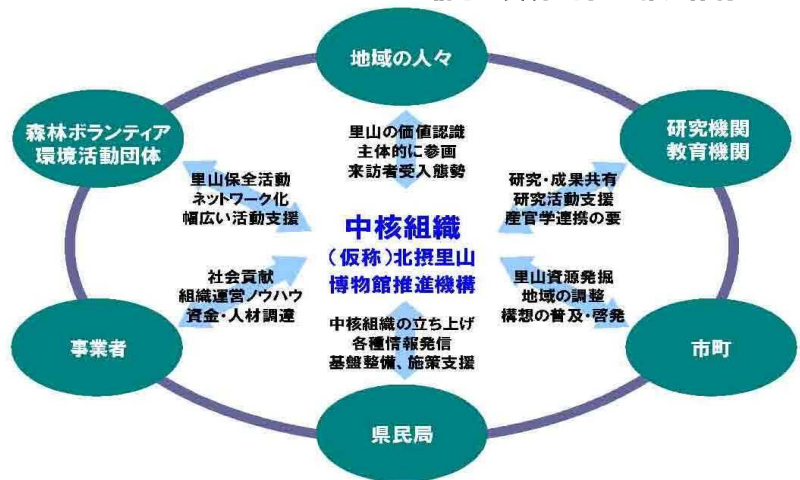 地域の人々
森林ボランティア
環境活動団体
研究機関
教育機関
里山の価値認識
主体的に参画
来訪者受入態勢
里山保全活動
ネットワーク化
幅広い活動支援
研究・成果共有
研究活動支援
産官学連携の要
中核組織
(仮称)北摂里山
博物館推進機構
社会貢献
組織運営ノウハウ
資金・人材調達
里山資源発掘
地域の調整
構想の普及・啓発
中核組織の立ち上げ
各種情報発信
基盤整備、施策支援
事業者
市町
県民局